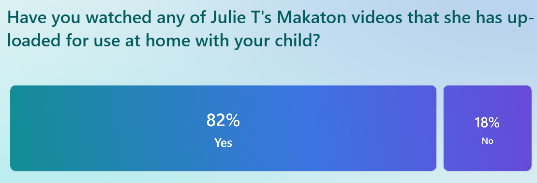 Have you watched any of Julie T's Makaton videos that she has up-
loaded for use at home with your child?
82%
Yes
18%
No